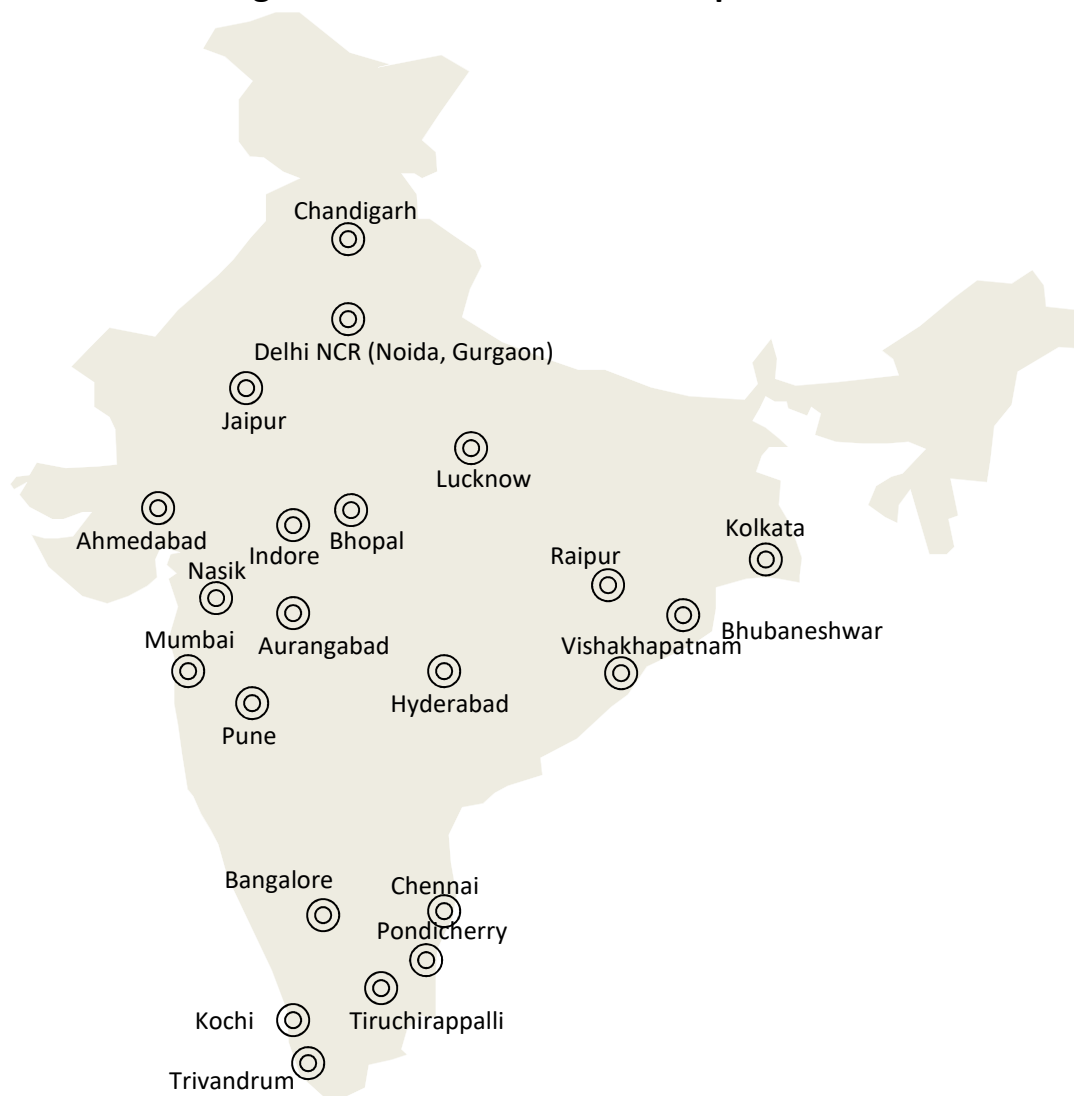 Chandigarh
Delhi NCR (Noida, Gurgaon)
Jaipur
Lucknow
Ahmedabad
Indore
Bhopal
Kolkata
Raipur
Nasik
Mumbai
Aurangabad
Vishakhapatnam
Bhubaneshwar
Hyderabad
Pune
Bangalore
Chennai
Pondicherry
Kochi
Tiruchirappalli
Trivandrum